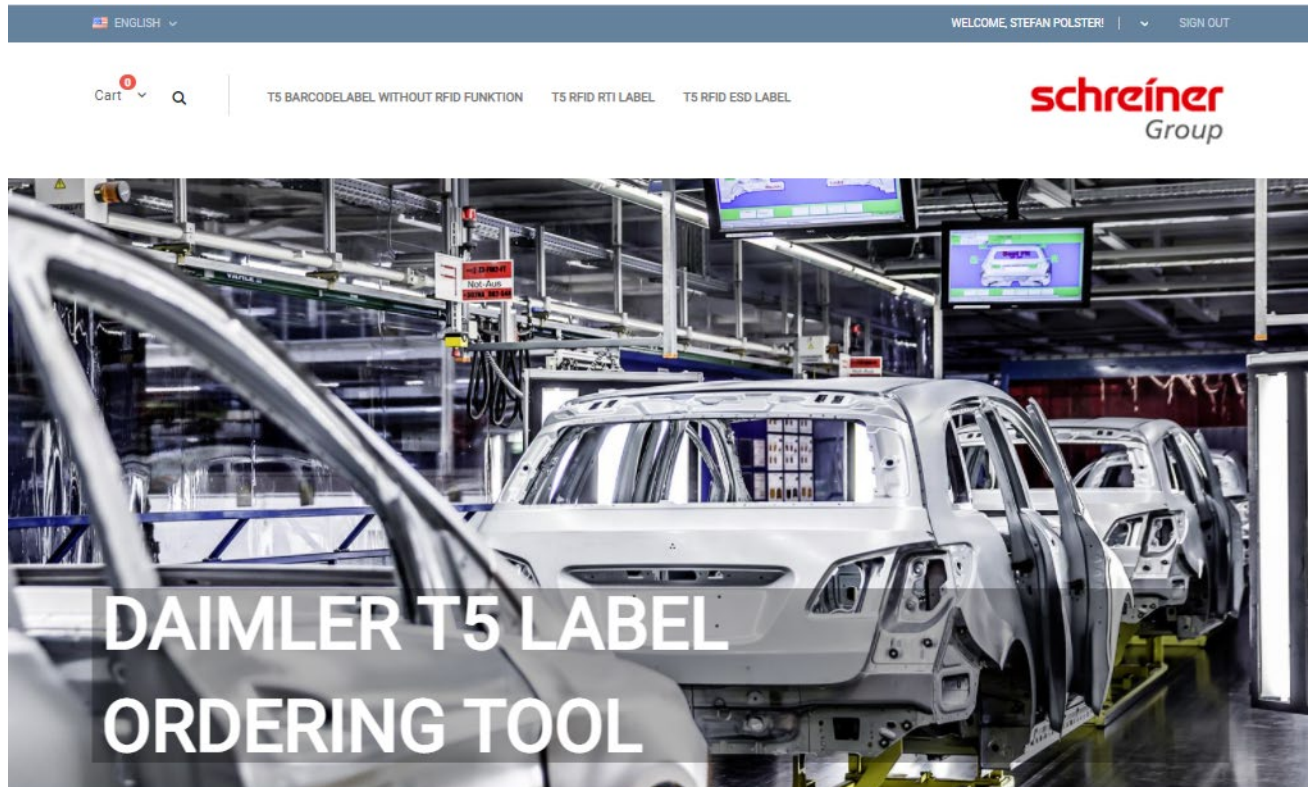 ENGLISH
WELCOME, STEFAN POLSTER! | SIGN OUT
Cart 0
T5 BARCODELABEL WITHOUT RFID FUNKTION T5 RFID RTI LABEL T5 RFID ESD LABEL
schreiner
Group
Not-Aus
DAIMLER T5 LABEL
ORDERING TOOL